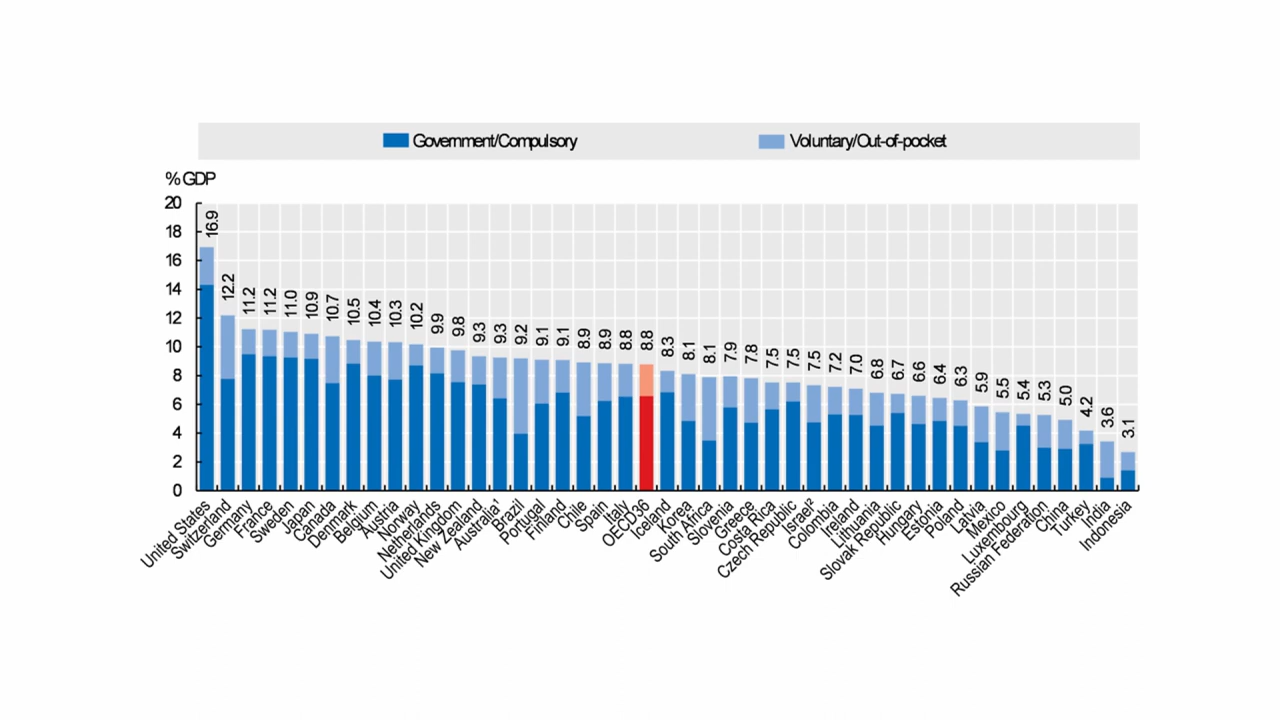 Government/Compulsory
Voluntary/Out-of-pocket
% GDP
20
18
16
14
12
10
8
6
4
2
0
16.9
12.2
11.2
11.2
11.0
10.9
10.7
10.5
10.4
10.3
10.2
9.9
9.8
9.3
9.3
9.2
9.1
9.1
8.9
8.9
8.8
8.8
8.3
8.1
8.1
7.9
7.8
7.5
7.5
7.5
7.2
7.0
6.8
6.7
6.6
6.4
6.3
5.9
5.5
5.4
5.3
5.0
4.2
3.6
3.1
United States
Switzerland
Germany
France
Sweden
Japan
Canada
Denmark
Belgium
Austria
Norway
Netherlands
United Kingdom
New Zealand
Australia¹
Brazil
Portugal
Finland
Chile
Spain
Italy
OECD36
Iceland
Korea
South Africa
Slovenia
Greece
Costa Rica
Czech Republic
Israel²
Colombia
Ireland
Lithuania
Slovak Republic
Hungary
Estonia
Poland
Latvia
Mexico
Luxembourg
Russian Federation
China
Turkey
India
Indonesia